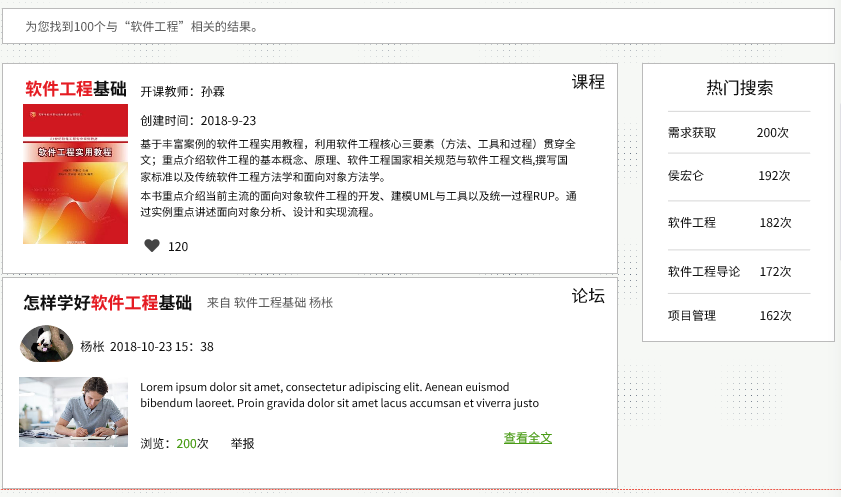 为您找到100个与“软件工程”相关的结果。
软件工程基础
课程
开课教师：孙霖
创建时间：2018-9-23
软件工程实用教程
基于丰富案例的软件工程实用教程，利用软件工程核心三要素（方法、工具和过程）贯穿全
文；重点介绍软件工程的基本概念、原理、软件工程国家相关规范与软件工程文档,撰写国
家标准以及传统软件工程方法学和面向对象方法学。
本书重点介绍当前主流的面向对象软件工程的开发、建模UML与工具以及统一过程RUP。通
过实例重点讲述面向对象分析、设计和实现流程。
120
怎样学好软件工程基础 来自 软件工程基础 杨枨
论坛
杨枨 2018-10-23 15：38
Lorem ipsum dolor sit amet, consectetur adipiscing elit. Aenean euismod
bibendum laoreet. Proin gravida dolor sit amet lacus accumsan et viverra justo
浏览：200次 举报
查看全文
热门搜索
需求获取 200次
侯宏仑 192次
软件工程 182次
软件工程导论 172次
项目管理 162次